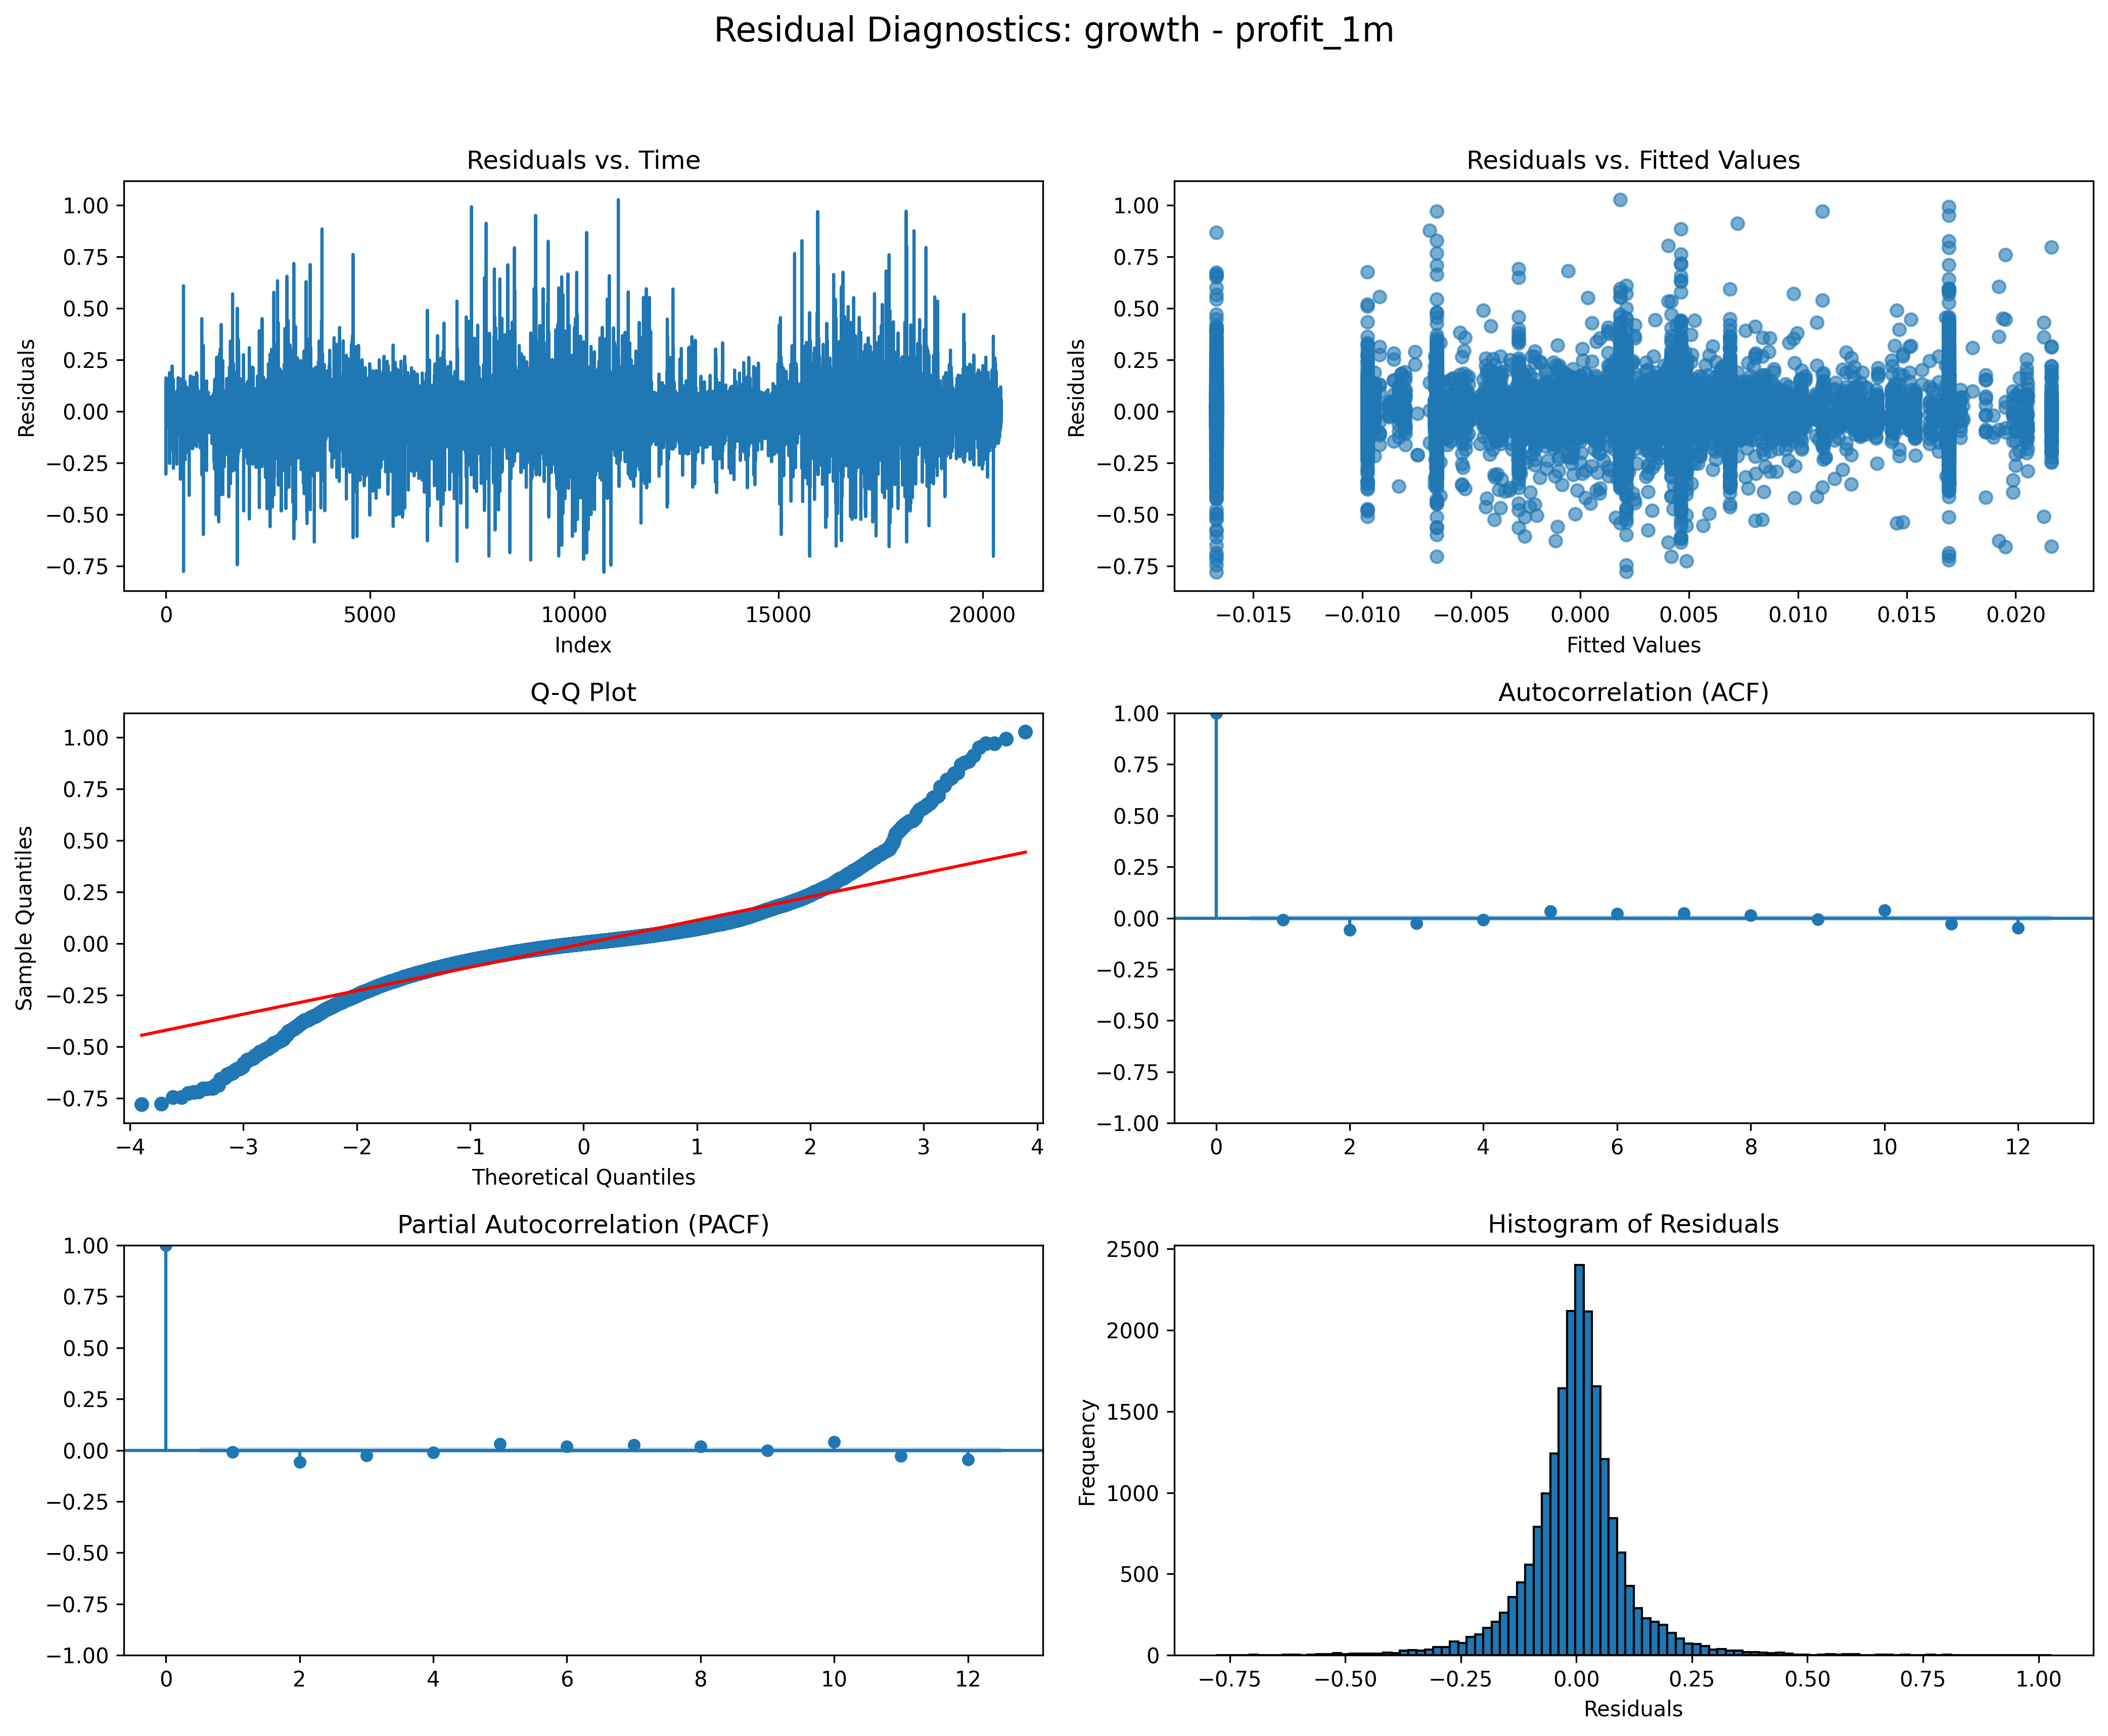 Residual Diagnostics: growth - profit_1m
Residuals vs. Time
Residuals
1.00
0.75
0.50
0.25
0.00
−0.25
−0.50
−0.75
0 5000 10000 15000 20000
Index
Residuals vs. Fitted Values
Residuals
1.00
0.75
0.50
0.25
0.00
−0.25
−0.50
−0.75
−0.015 −0.010 −0.005 0.000 0.005 0.010 0.015 0.020
Fitted Values
Q-Q Plot
Sample Quantiles
1.00
0.75
0.50
0.25
0.00
−0.25
−0.50
−0.75
−4 −3 −2 −1 0 1 2 3 4
Theoretical Quantiles
Autocorrelation (ACF)
1.00
0.75
0.50
0.25
0.00
−0.25
−0.50
−0.75
−1.00
0 2 4 6 8 10 12
Partial Autocorrelation (PACF)
1.00
0.75
0.50
0.25
0.00
−0.25
−0.50
−0.75
−1.00
0 2 4 6 8 10 12
Histogram of Residuals
Frequency
2500
2000
1500
1000
500
0
−0.75 −0.50 −0.25 0.00 0.25 0.50 0.75 1.00
Residuals